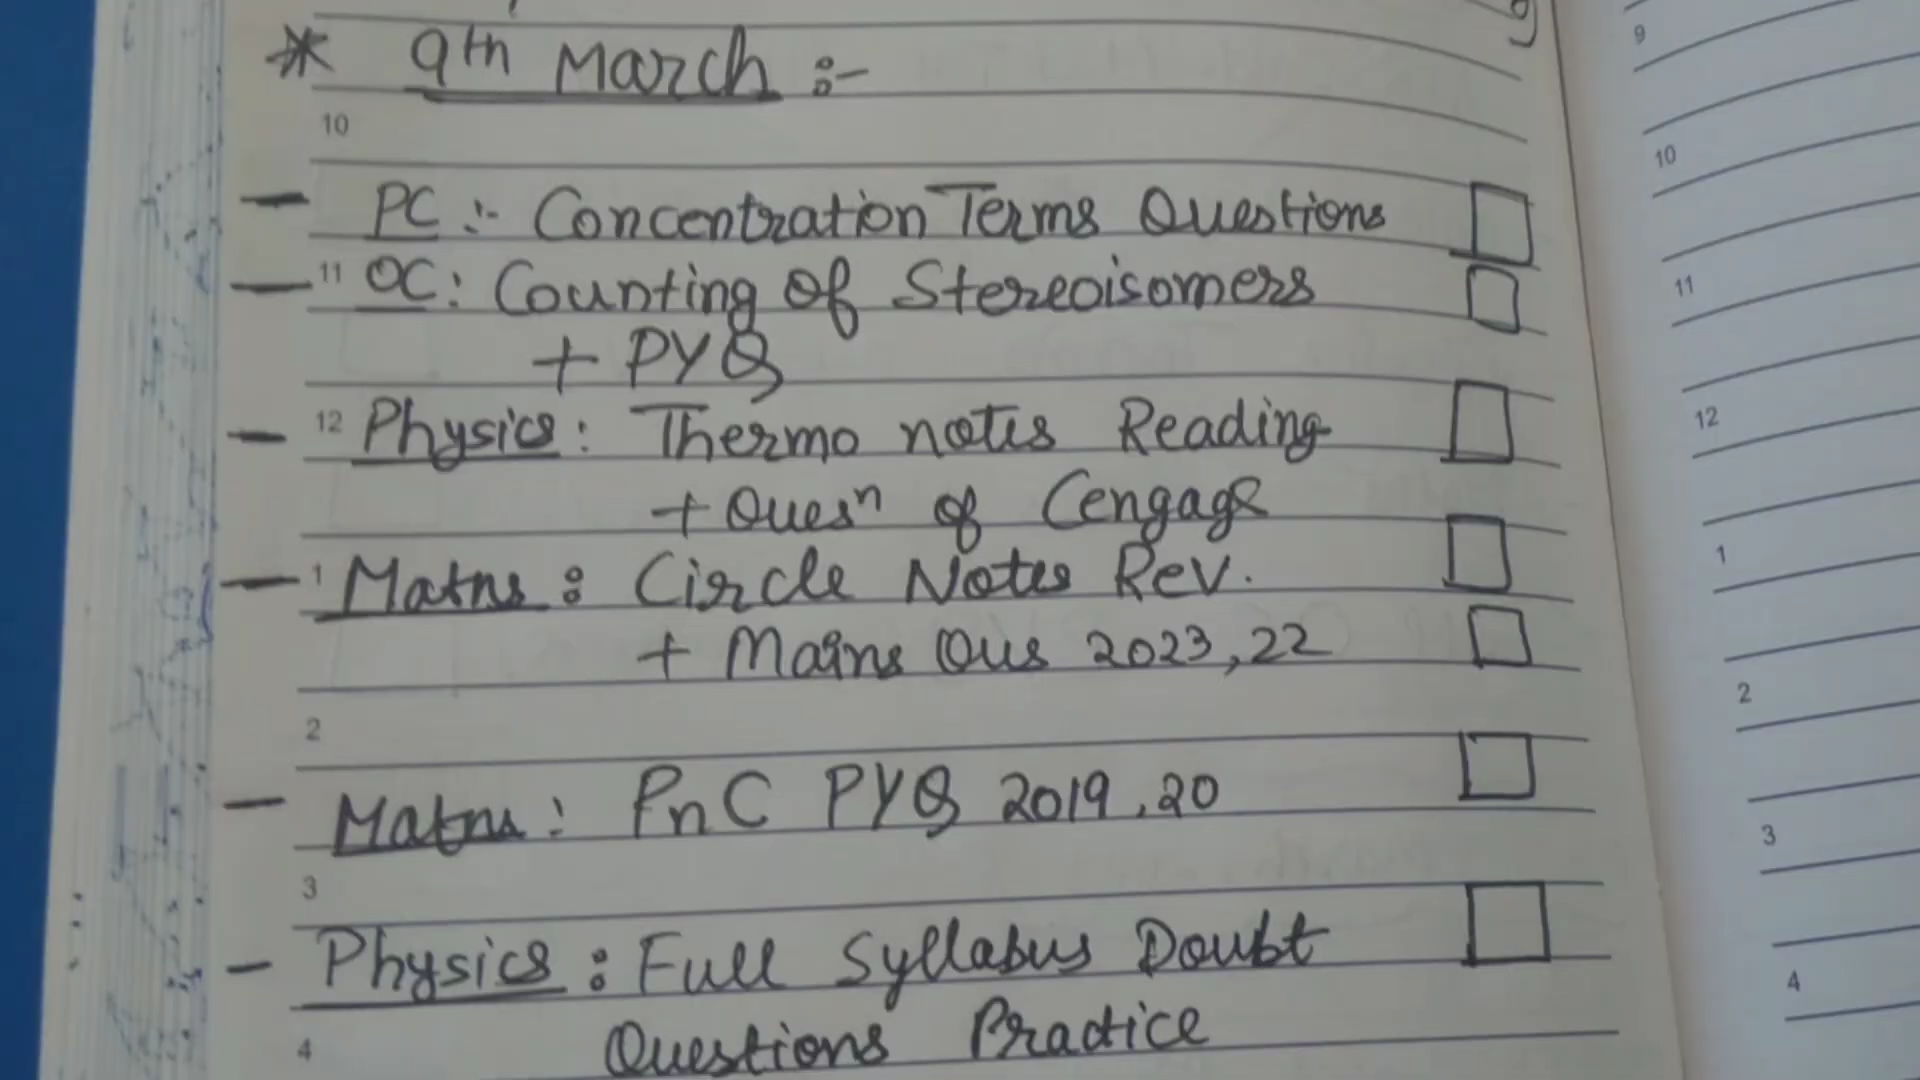 * 9th March :-
10
- PC :- Concentration Terms Questions
- 11 OC: Counting of Stereoisomers
+ PYQ
- 12 Physics: Thermo notes Reading
+ Quesn of Cengage
- 1 Maths: Circle Notes Rev.
+ Mains Ques 2023, 22
2
- Maths: PnC PYQ 2019, 20
3
- Physics: Full Syllabus Doubt
4 Questions Practice
9
10
11
12
1
2
3
4